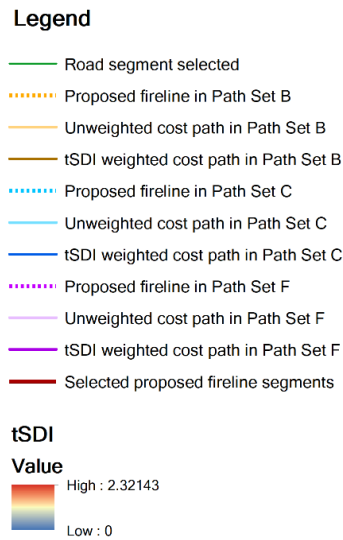 Legend
Road segment selected
Proposed fireline in Path Set B
Unweighted cost path in Path Set B
tSDI weighted cost path in Path Set B
Proposed fireline in Path Set C
Unweighted cost path in Path Set C
tSDI weighted cost path in Path Set C
Proposed fireline in Path Set F
Unweighted cost path in Path Set F
tSDI weighted cost path in Path Set F
Selected proposed fireline segments
tSDI
Value
High : 2.32143
Low : 0